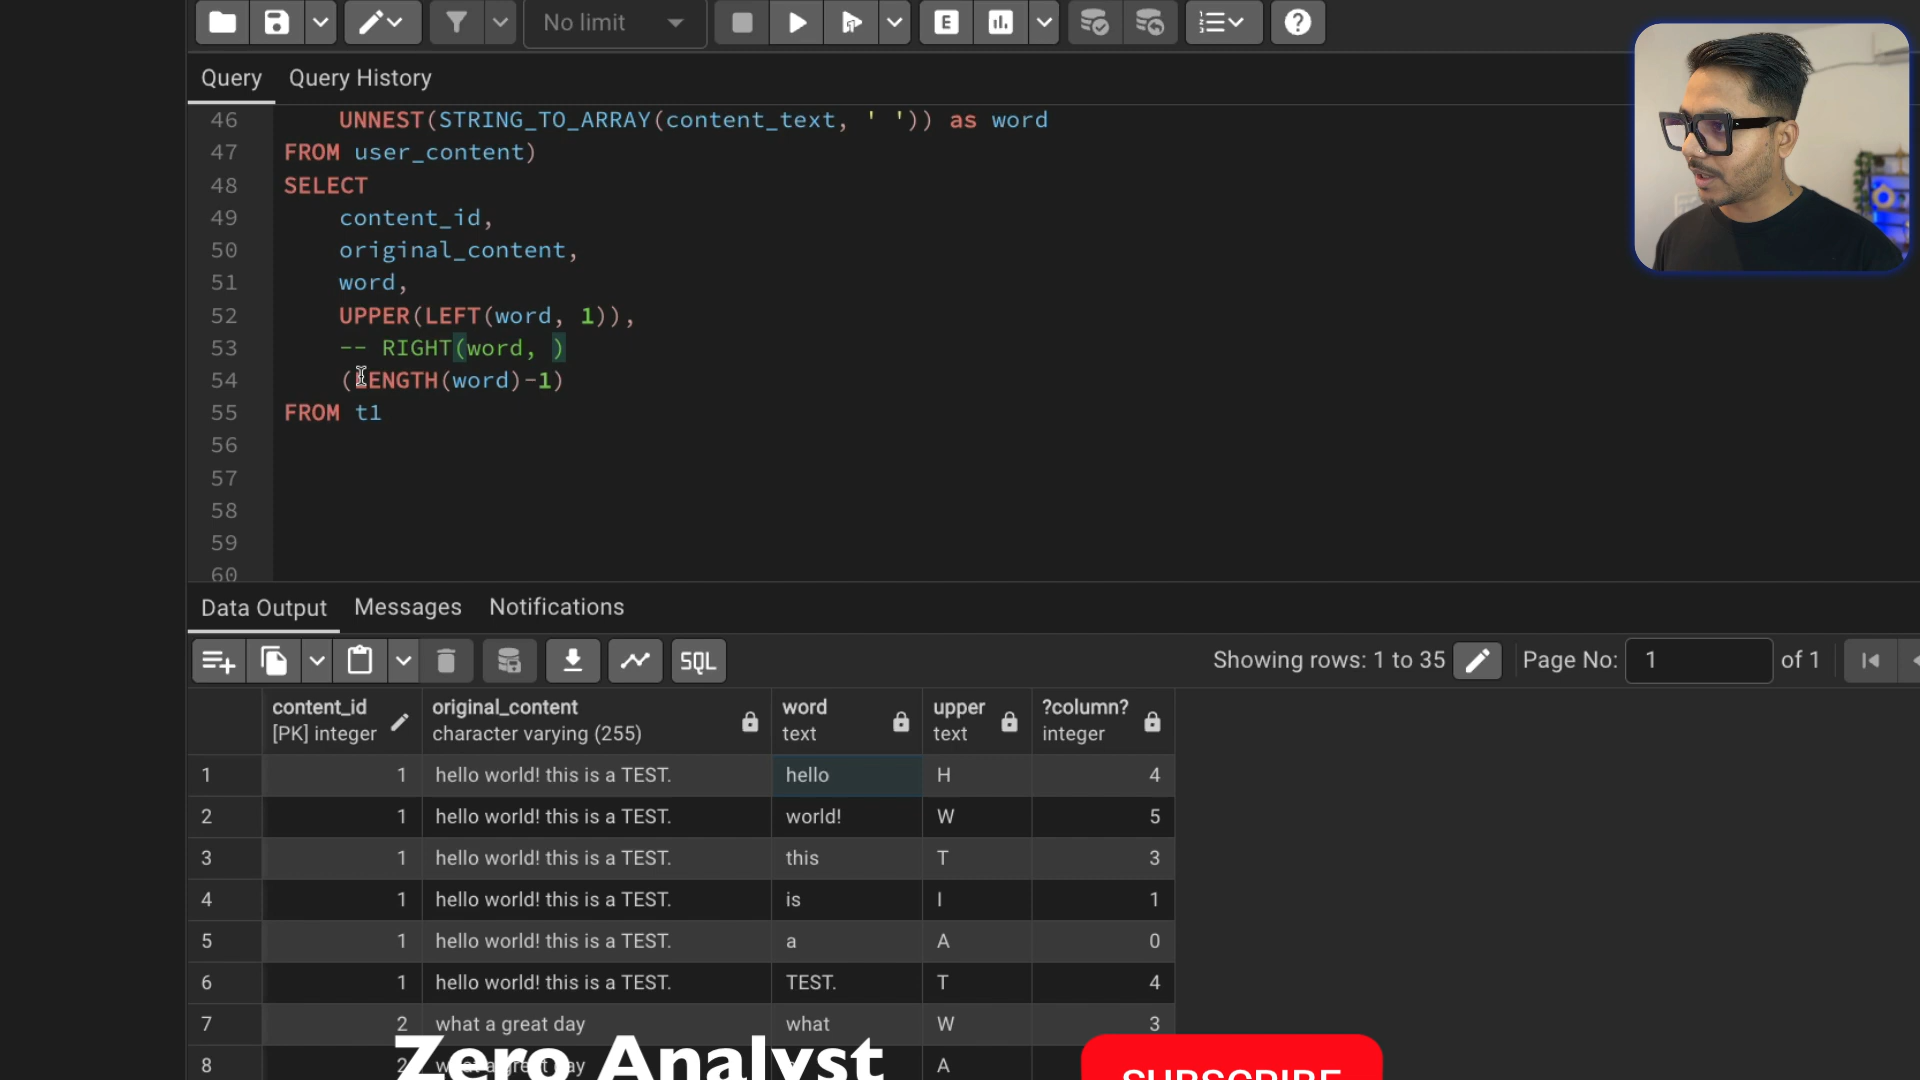 No limit
E
Query Query History
46 UNNEST(STRING_TO_ARRAY(content_text, ' ')) as word
47 FROM user_content)
48 SELECT
49 content_id,
50 original_content,
51 word,
52 UPPER(LEFT(word, 1)),
53 -- RIGHT(word, )
54 (LENGTH(word)-1)
55 FROM t1
56
57
58
59
60
Data Output Messages Notifications
SQL Showing rows: 1 to 35 Page No: 1 of 1
content_id original_content word upper ?column?
[PK] integer character varying (255) text text integer
1 1 hello world! this is a TEST. hello H 4
2 1 hello world! this is a TEST. world! W 5
3 1 hello world! this is a TEST. this T 3
4 1 hello world! this is a TEST. is I 1
5 1 hello world! this is a TEST. a A 0
6 1 hello world! this is a TEST. TEST. T 4
7 2 what a great day what W 3
8 2 what a great day A
Zero Analyst
SUBSCRIBE